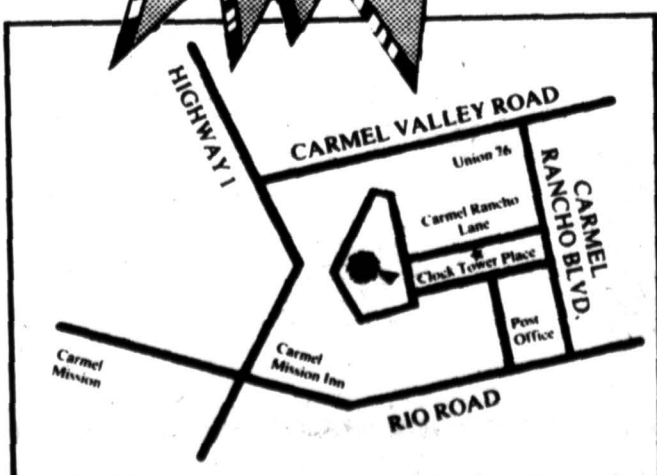 HIGHWAY 1
CARMEL VALLEY ROAD
Union 76
CARMEL
RANCHO BLVD.
Carmel Rancho
Lane
Clock Tower Place
Post
Office
Carmel
Mission
Carmel
Mission Inn
RIO ROAD